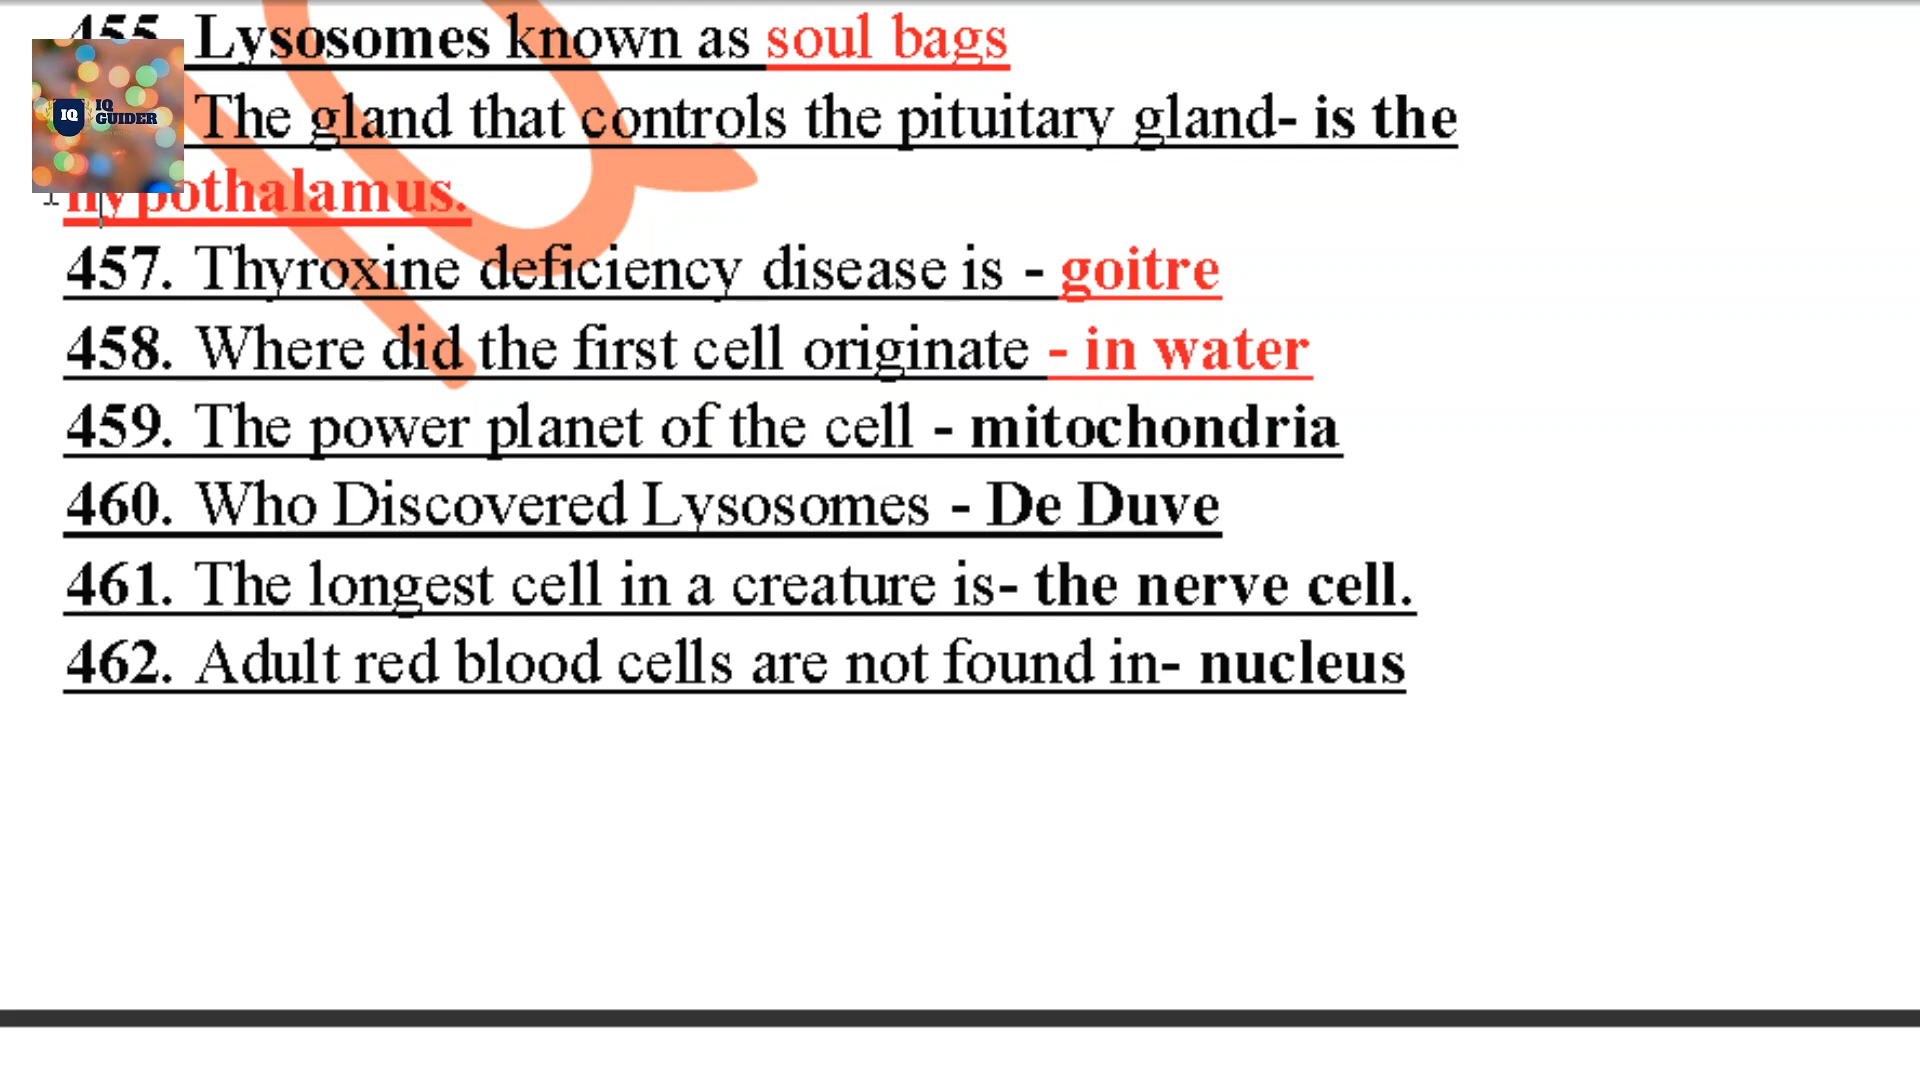 455. Lysosomes known as soul bags
IQ
IQ
GUIDER
The gland that controls the pituitary gland- is the
hypothalamus.
457. Thyroxine deficiency disease is - goitre
458. Where did the first cell originate - in water
459. The power planet of the cell - mitochondria
460. Who Discovered Lysosomes - De Duve
461. The longest cell in a creature is- the nerve cell.
462. Adult red blood cells are not found in- nucleus